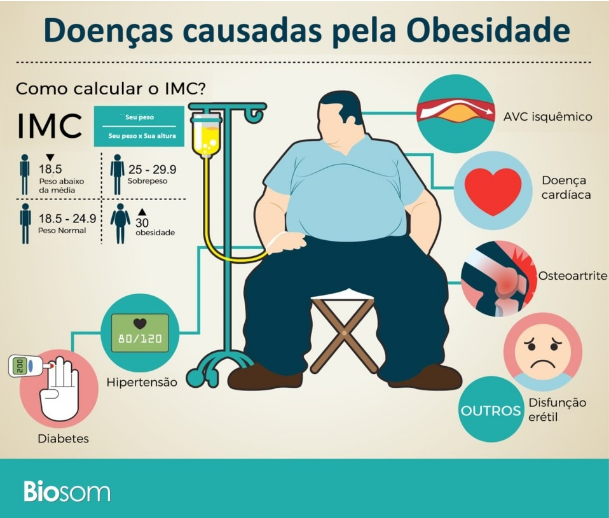 Doenças causadas pela Obesidade
Como calcular o IMC?
IMC
Seu peso
Seu peso x Sua altura
18.5
Peso abaixo
da média
25 - 29.9
Sobrepeso
18.5 - 24.9
Peso Normal
30
obesidade
AVC isquêmico
Doença
cardíaca
Osteoartrite
Disfunção
erétil
OUTROS
80/120
Hipertensão
200
Diabetes
Biosom